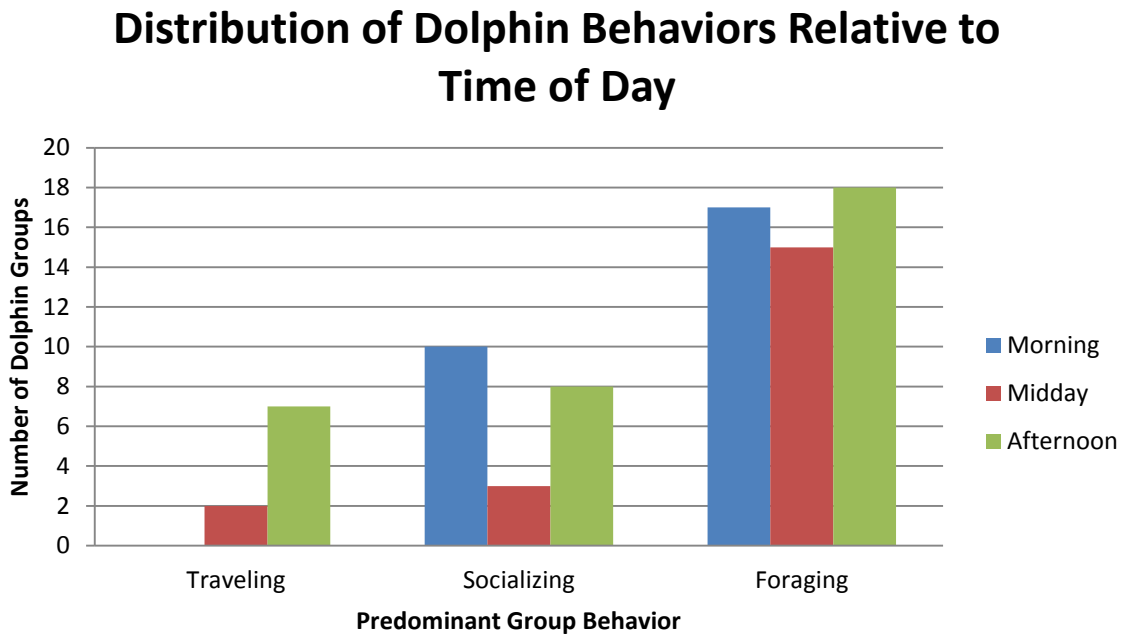 Distribution of Dolphin Behaviors Relative to
Time of Day
Number of Dolphin Groups
20
18
16
14
12
10
8
6
4
2
0
Traveling
Socializing
Foraging
Predominant Group Behavior
Morning
Midday
Afternoon